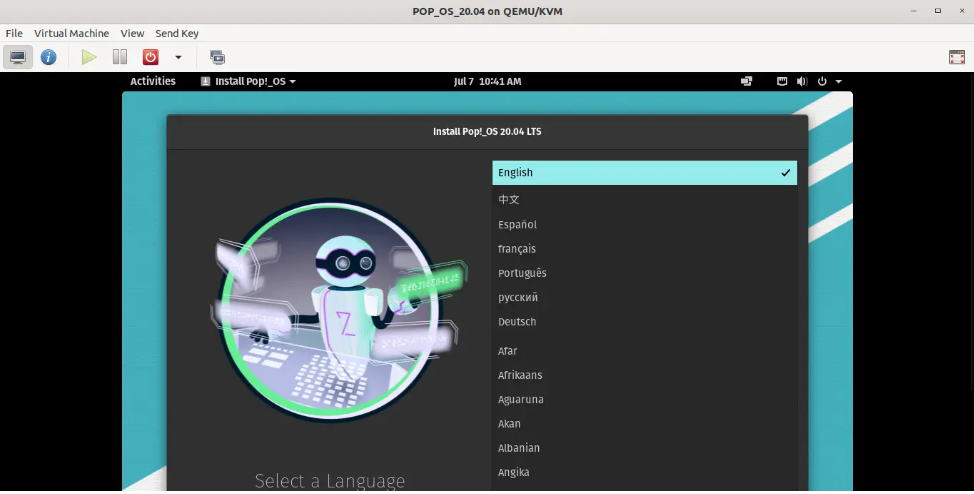 POP_OS_20.04 on QEMU/KVM
File Virtual Machine View Send Key
Activities Install Pop!_OS Jul 7 10:41 AM
Install Pop!_OS 20.04 LTS
English
中文
Español
français
Português
русский
Deutsch
Afar
Afrikaans
Aguaruna
Akan
Albanian
Angika
Select a Language